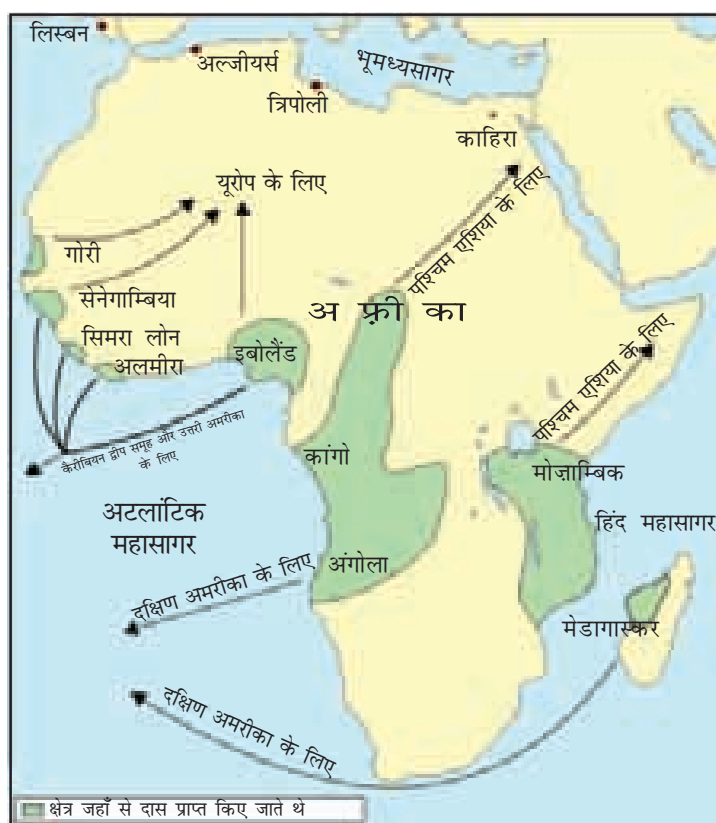 लिस्बन
अल्जीयर्स
भूमध्यसागर
त्रिपोली
काहिरा
यूरोप के लिए
पश्चिम एशिया के लिए
गोरी
सेनेगाम्बिया
अ फ़्री का
सिमरा लोन
इबोलैंड
अलमीरा
पश्चिम एशिया के लिए
कैरीबियन द्वीप समूह और उत्तरी अमरीका
के लिए
कांगो
मोज़ाम्बिक
अटलांटिक
महासागर
हिंद महासागर
अंगोला
दक्षिण अमरीका के लिए
मेडागास्कर
दक्षिण अमरीका के लिए
क्षेत्र जहाँ से दास प्राप्त किए जाते थे